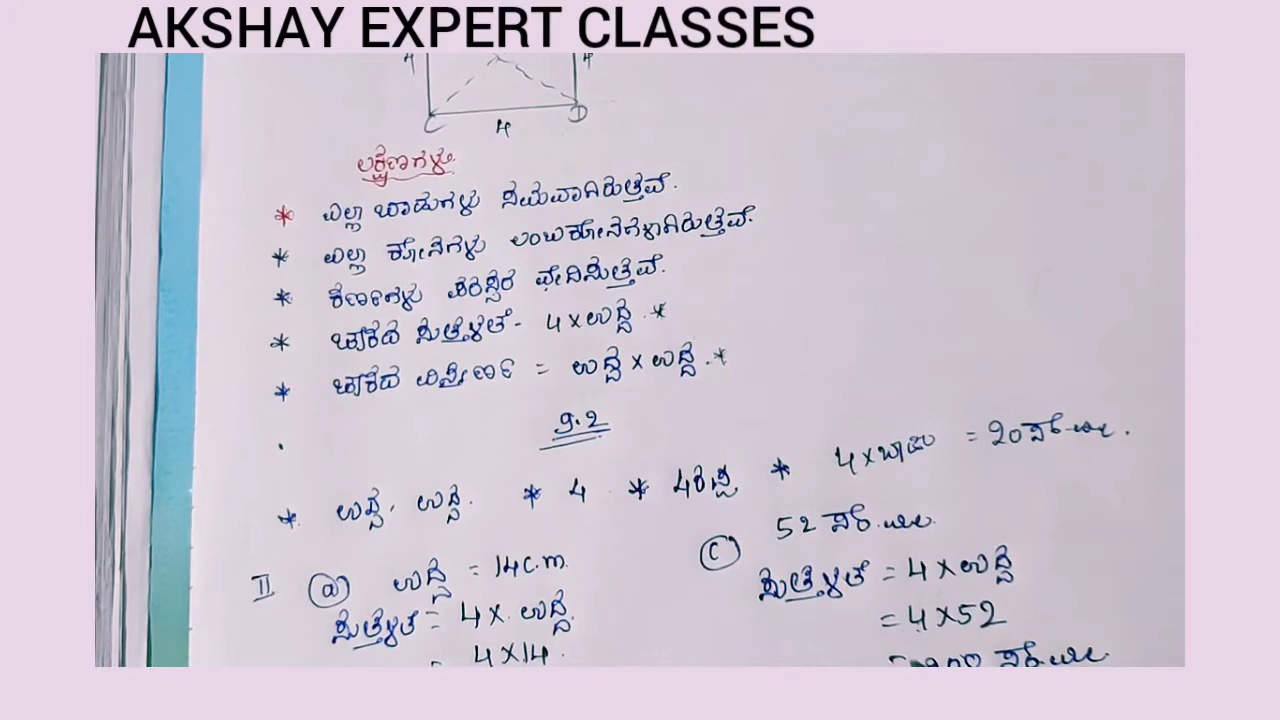 AKSHAY EXPERT CLASSES
4 4
C D
4
ಲಕ್ಷಣಗಳು
* ಎಲ್ಲಾ ಬಾಹುಗಳು ಸಮವಾಗಿರುತ್ತವೆ.
* ಎಲ್ಲಾ ಕೋನಗಳು ಲಂಬಕೋನಗಳಾಗಿರುತ್ತವೆ.
* ಕರ್ಣಗಳು ಪರಸ್ಪರ ಛೇದಿಸುತ್ತವೆ.
* ಚೌಕದ ಸುತ್ತಳತೆ - 4 × ಉದ್ದ *
* ಚೌಕದ ವಿಸ್ತೀರ್ಣ = ಉದ್ದ × ಉದ್ದ . *
9.2
* ಉದ್ದ, ಉದ್ದ. * 4 * 4 * 4 × ಬಾಹು = 20 ಸೆಂ.ಮೀ.
II (a) ಉದ್ದ = 14 c.m.
ಸುತ್ತಳತೆ = 4 × ಉದ್ದ
= 4 × 14.
(c) 52 ಸೆಂ.ಮೀ.
ಸುತ್ತಳತೆ = 4 × ಉದ್ದ
= 4 × 52
ಸೆಂ.ಮೀ.